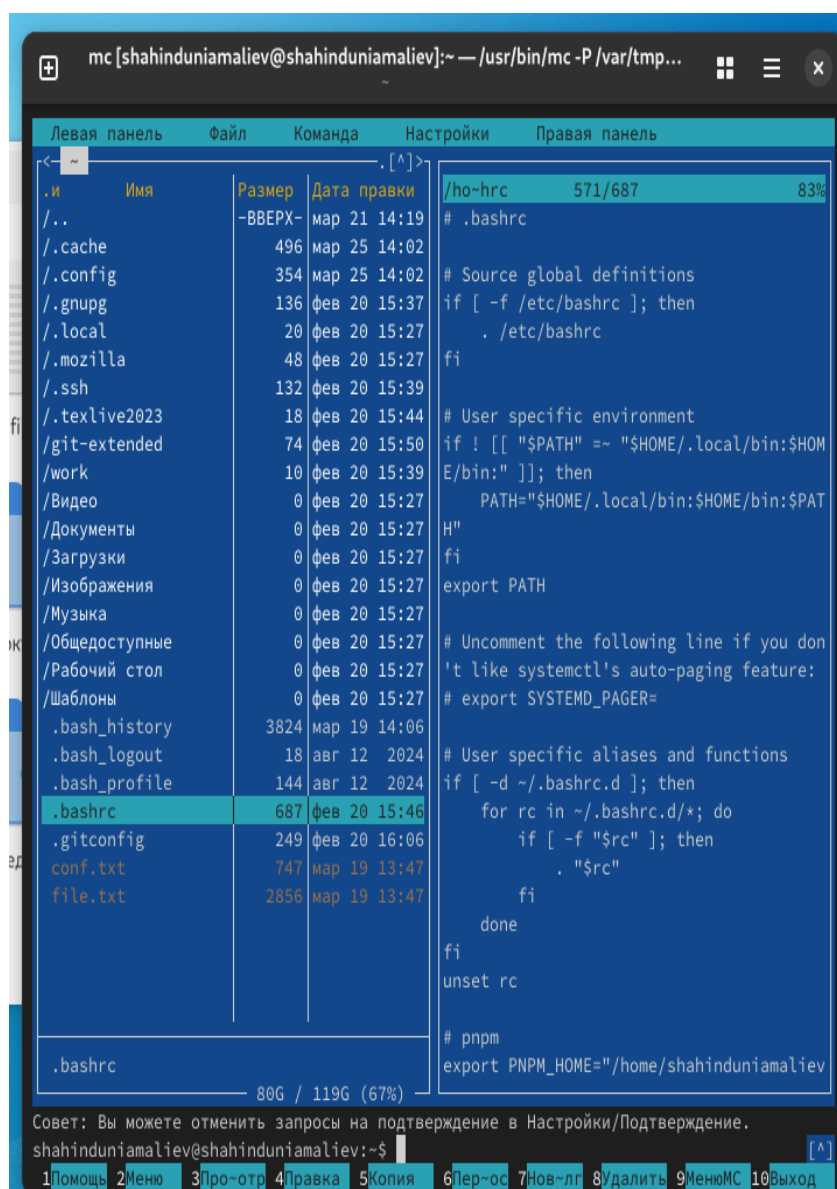 mc [shahinduniamaliev@shahinduniamaliev]:~ — /usr/bin/mc -P /var/tmp...
~
Левая панель Файл Команда Настройки Правая панель
<- ~ .[^]>
.и Имя Размер Дата правки
/.. -ВВЕРХ- мар 21 14:19
/.cache 496 мар 25 14:02
/.config 354 мар 25 14:02
/.gnupg 136 фев 20 15:37
/.local 20 фев 20 15:27
/.mozilla 48 фев 20 15:27
/.ssh 132 фев 20 15:39
/.texlive2023 18 фев 20 15:44
/git-extended 74 фев 20 15:50
/work 10 фев 20 15:39
/Видео 0 фев 20 15:27
/Документы 0 фев 20 15:27
/Загрузки 0 фев 20 15:27
/Изображения 0 фев 20 15:27
/Музыка 0 фев 20 15:27
/Общедоступные 0 фев 20 15:27
/Рабочий стол 0 фев 20 15:27
/Шаблоны 0 фев 20 15:27
.bash_history 3824 мар 19 14:06
.bash_logout 18 авг 12 2024
.bash_profile 144 авг 12 2024
.bashrc 687 фев 20 15:46
.gitconfig 249 фев 20 16:06
conf.txt 747 мар 19 13:47
file.txt 2856 мар 19 13:47
.bashrc
80G / 119G (67%)
/ho~hrc 571/687 83%
# .bashrc
# Source global definitions
if [ -f /etc/bashrc ]; then
. /etc/bashrc
fi
# User specific environment
if ! [[ "$PATH" =~ "$HOME/.local/bin:$HOM
E/bin:" ]]; then
PATH="$HOME/.local/bin:$HOME/bin:$PAT
H"
fi
export PATH
# Uncomment the following line if you don
't like systemctl's auto-paging feature:
# export SYSTEMD_PAGER=
# User specific aliases and functions
if [ -d ~/.bashrc.d ]; then
for rc in ~/.bashrc.d/*; do
if [ -f "$rc" ]; then
. "$rc"
fi
done
fi
unset rc
# pnpm
export PNPM_HOME="/home/shahinduniamaliev
Совет: Вы можете отменить запросы на подтверждение в Настройки/Подтверждение.
shahinduniamaliev@shahinduniamaliev:~$ [^]
1Помощь 2Меню 3Про~отр 4Правка 5Копия 6Пер~ос 7Нов~лг 8Удалить 9МенюMC 10Выход